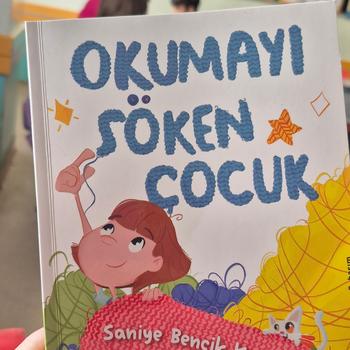 OKUMAYI
SÖKEN
ÇOCUK
Saniye Bencik